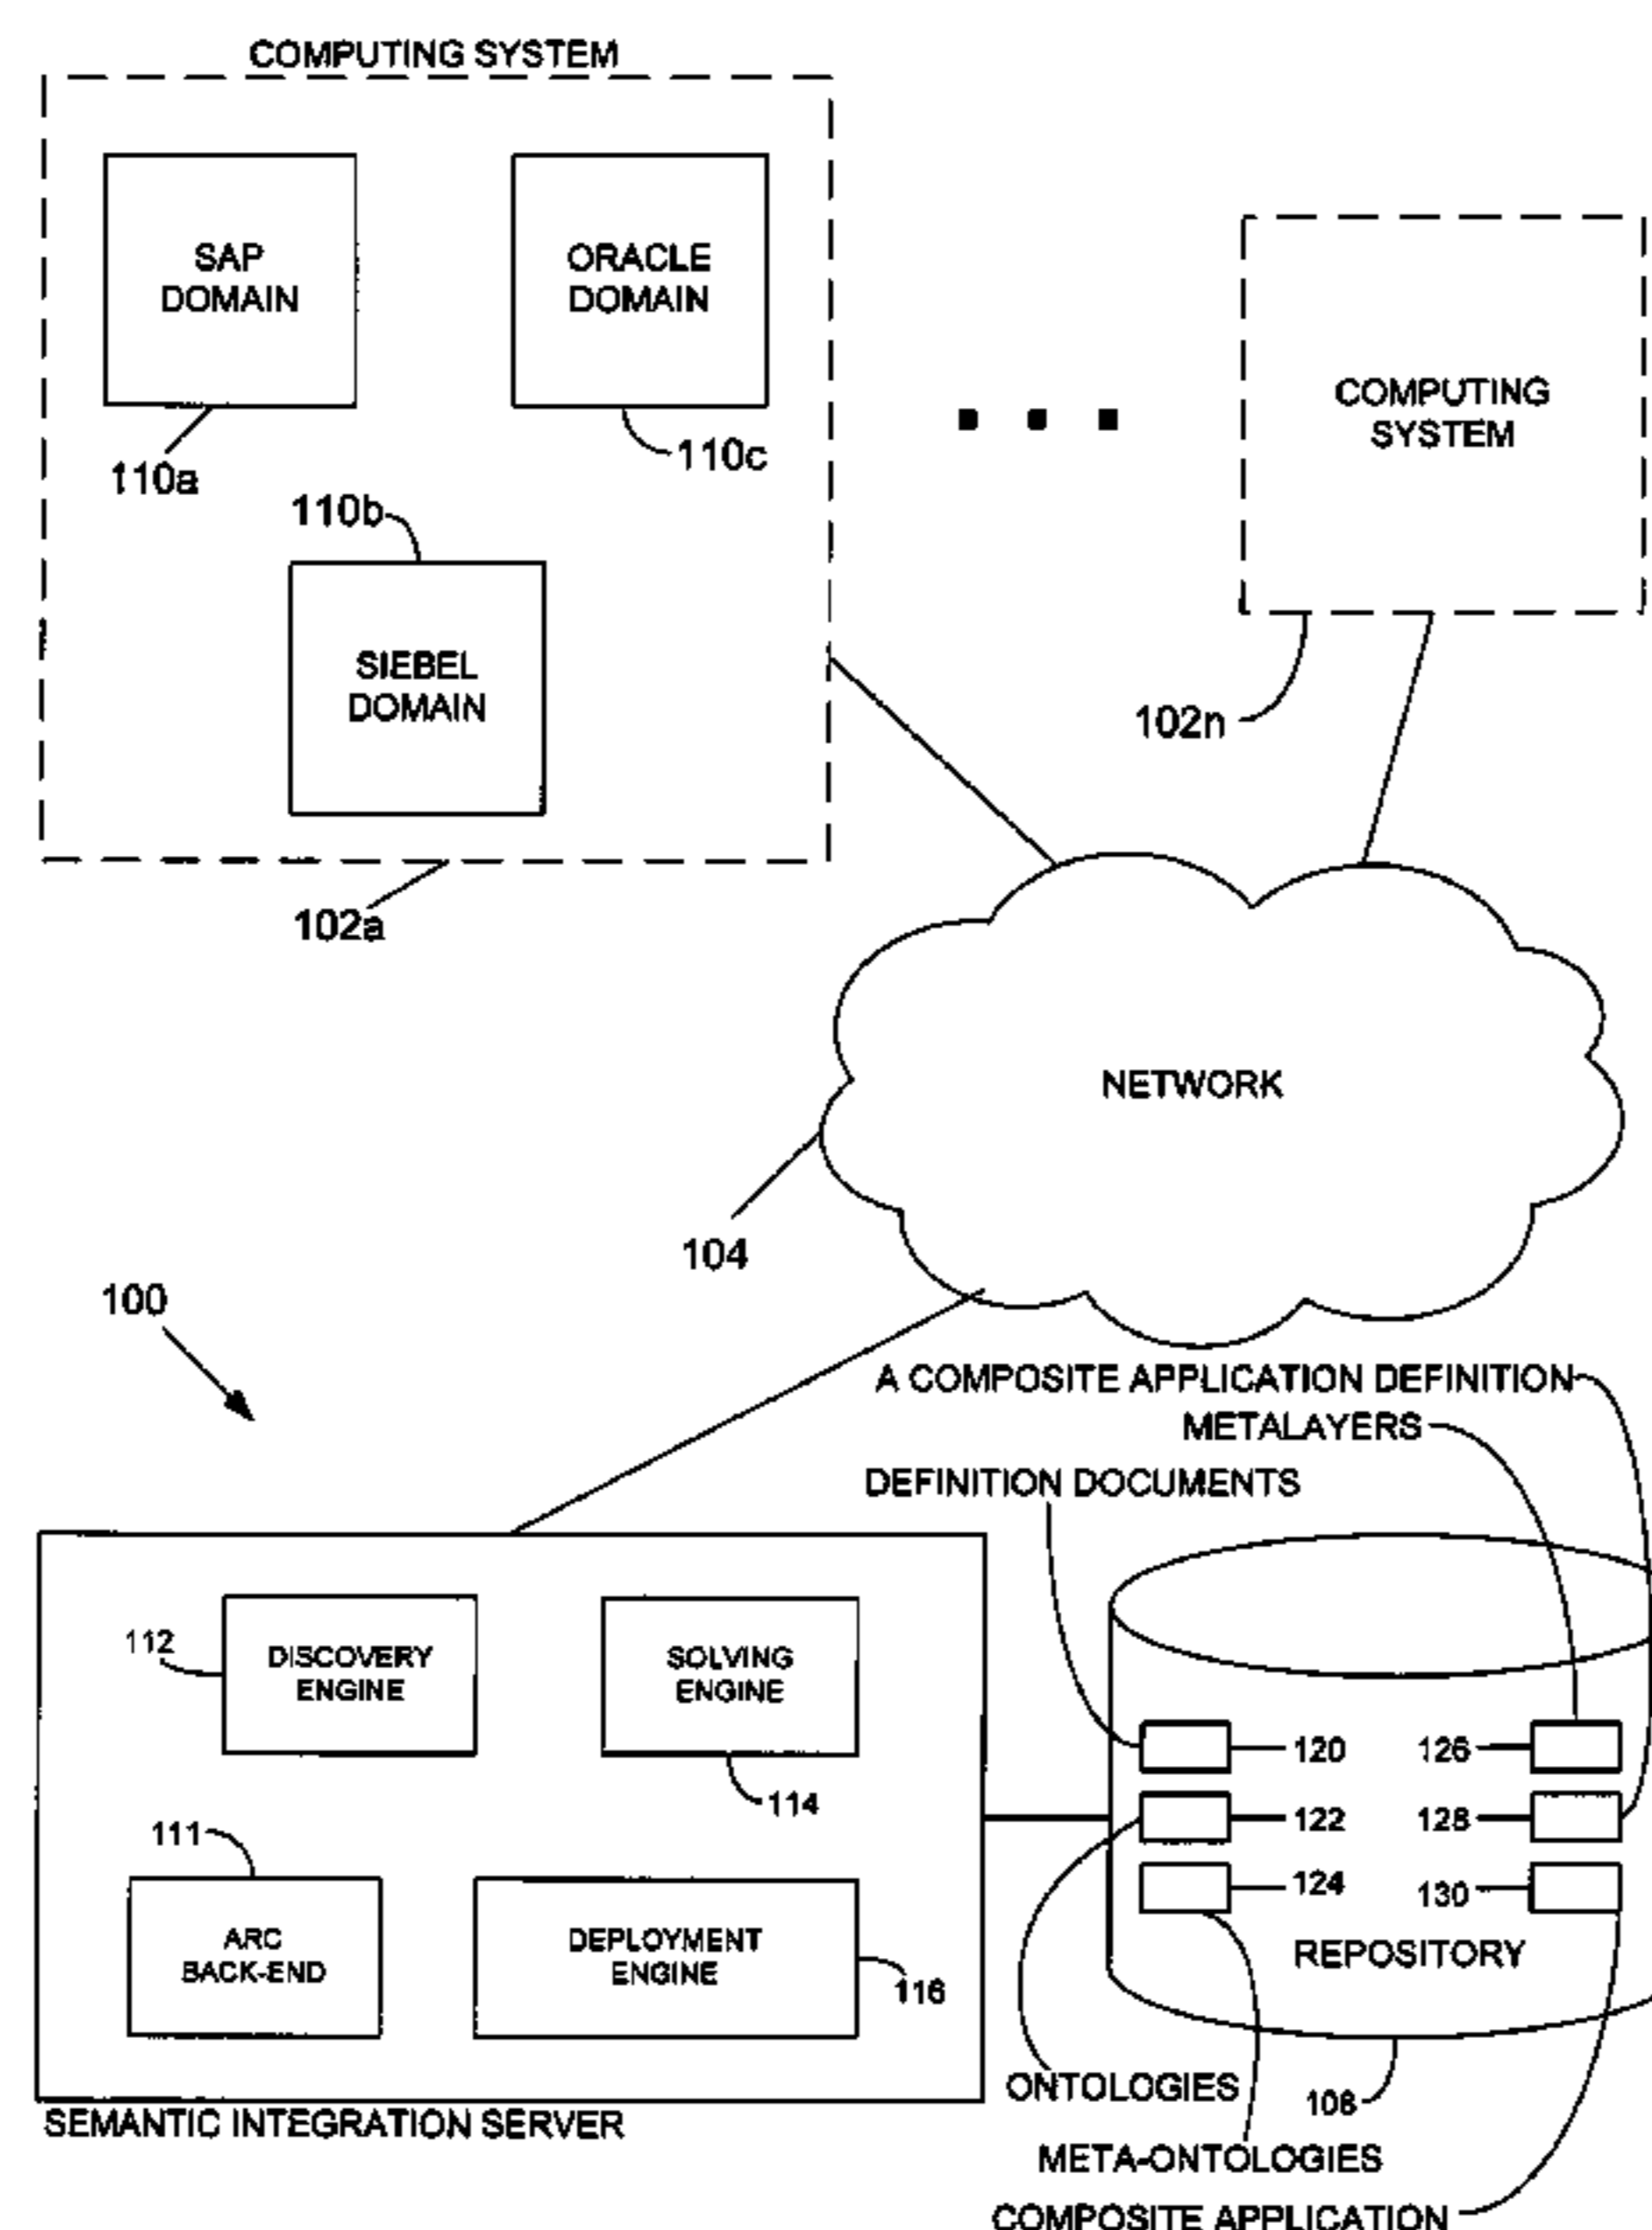 COMPUTING SYSTEM
SAP
DOMAIN
ORACLE
DOMAIN
110a
110c
110b
SIEBEL
DOMAIN
102a
COMPUTING
SYSTEM
102n
NETWORK
104
100
A COMPOSITE APPLICATION DEFINITION
METALAYERS
DEFINITION DOCUMENTS
112
DISCOVERY
ENGINE
SOLVING
ENGINE
114
111
ARC
BACK-END
DEPLOYMENT
ENGINE
116
SEMANTIC INTEGRATION SERVER
120
126
122
128
124
130
REPOSITORY
ONTOLOGIES
108
META-ONTOLOGIES
COMPOSITE APPLICATION